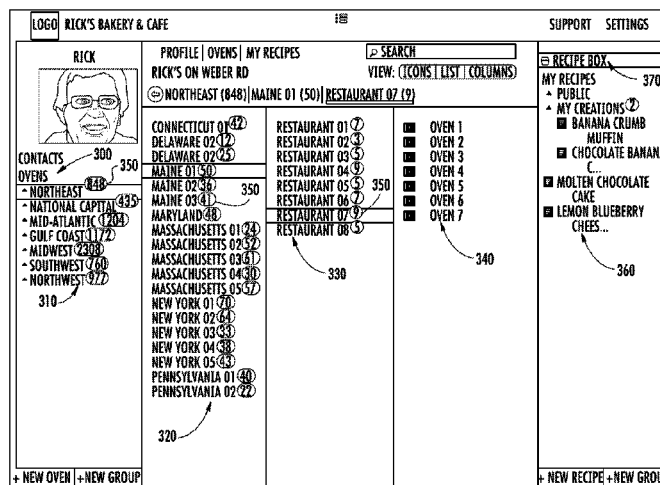 LOGO RICK'S BAKERY & CAFE
SUPPORT SETTINGS
RICK
CONTACTS
300
OVENS
350
NORTHEAST 848
NATIONAL CAPITAL 435
MID-ATLANTIC 1204
GULF COAST 1172
MIDWEST 2308
SOUTHWEST 760
NORTHWEST 977
310
+ NEW OVEN +NEW GROUP
PROFILE | OVENS | MY RECIPES
SEARCH
RICK'S ON WEBER RD
VIEW: ICONS | LIST | COLUMNS
NORTHEAST (848) | MAINE 01 (50) | RESTAURANT 07 (9)
CONNECTICUT 01 42
DELAWARE 02 12
DELAWARE 02 25
MAINE 01 50
MAINE 02 36
MAINE 03 41
350
MARYLAND 48
MASSACHUSETTS 01 24
MASSACHUSETTS 02 52
MASSACHUSETTS 03 61
MASSACHUSETTS 04 30
MASSACHUSETTS 05 57
NEW YORK 01 70
NEW YORK 02 64
NEW YORK 03 33
NEW YORK 04 38
NEW YORK 05 43
PENNSYLVANIA 01 40
PENNSYLVANIA 02 22
320
RESTAURANT 01 7
RESTAURANT 02 3
RESTAURANT 03 5
RESTAURANT 04 9
RESTAURANT 05 5
350
RESTAURANT 06 7
RESTAURANT 07 9
RESTAURANT 08 5
330
OVEN 1
OVEN 2
OVEN 3
OVEN 4
OVEN 5
OVEN 6
OVEN 7
340
RECIPE BOX
370
MY RECIPES
PUBLIC
MY CREATIONS 2
BANANA CRUMB
MUFFIN
CHOCOLATE BANAN
C...
MOLTEN CHOCOLATE
CAKE
LEMON BLUEBERRY
CHEES...
360
+ NEW RECIPE +NEW GROU